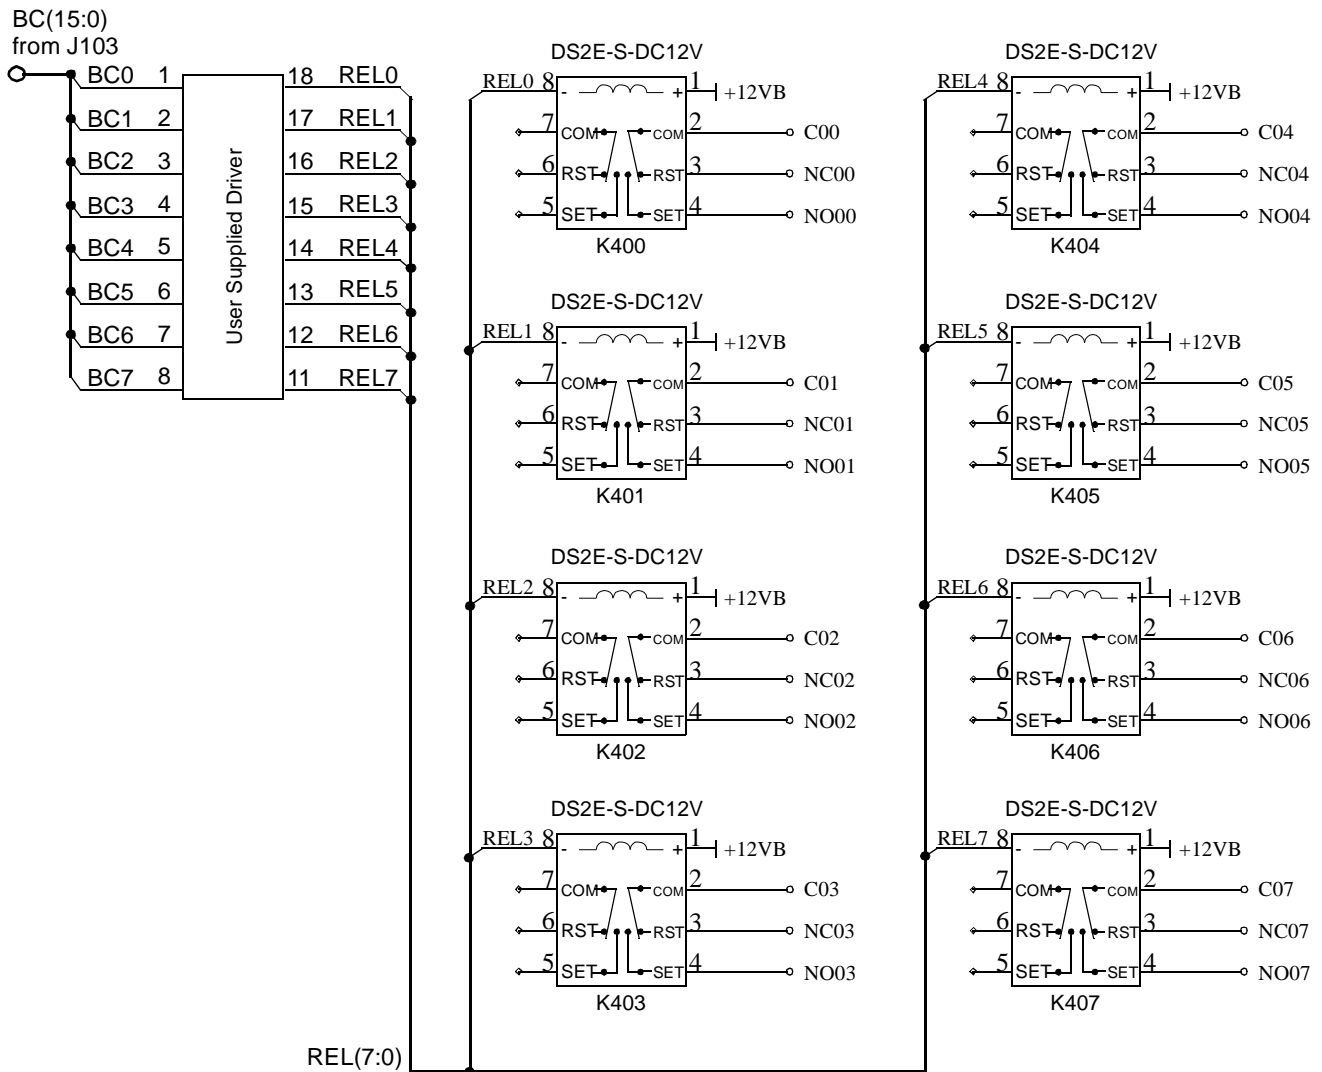 BC(15:0)
from J103
BC0 1 18 REL0
BC1 2 17 REL1
BC2 3 16 REL2
BC3 4 15 REL3
BC4 5 14 REL4
BC5 6 13 REL5
BC6 7 12 REL6
BC7 8 11 REL7
User Supplied Driver
REL(7:0)
DS2E-S-DC12V
REL0 8 - + 1 +12VB
7 COM COM 2 C00
6 RST RST 3 NC00
5 SET SET 4 NO00
K400
DS2E-S-DC12V
REL1 8 - + 1 +12VB
7 COM COM 2 C01
6 RST RST 3 NC01
5 SET SET 4 NO01
K401
DS2E-S-DC12V
REL2 8 - + 1 +12VB
7 COM COM 2 C02
6 RST RST 3 NC02
5 SET SET 4 NO02
K402
DS2E-S-DC12V
REL3 8 - + 1 +12VB
7 COM COM 2 C03
6 RST RST 3 NC03
5 SET SET 4 NO03
K403
DS2E-S-DC12V
REL4 8 - + 1 +12VB
7 COM COM 2 C04
6 RST RST 3 NC04
5 SET SET 4 NO04
K404
DS2E-S-DC12V
REL5 8 - + 1 +12VB
7 COM COM 2 C05
6 RST RST 3 NC05
5 SET SET 4 NO05
K405
DS2E-S-DC12V
REL6 8 - + 1 +12VB
7 COM COM 2 C06
6 RST RST 3 NC06
5 SET SET 4 NO06
K406
DS2E-S-DC12V
REL7 8 - + 1 +12VB
7 COM COM 2 C07
6 RST RST 3 NC07
5 SET SET 4 NO07
K407